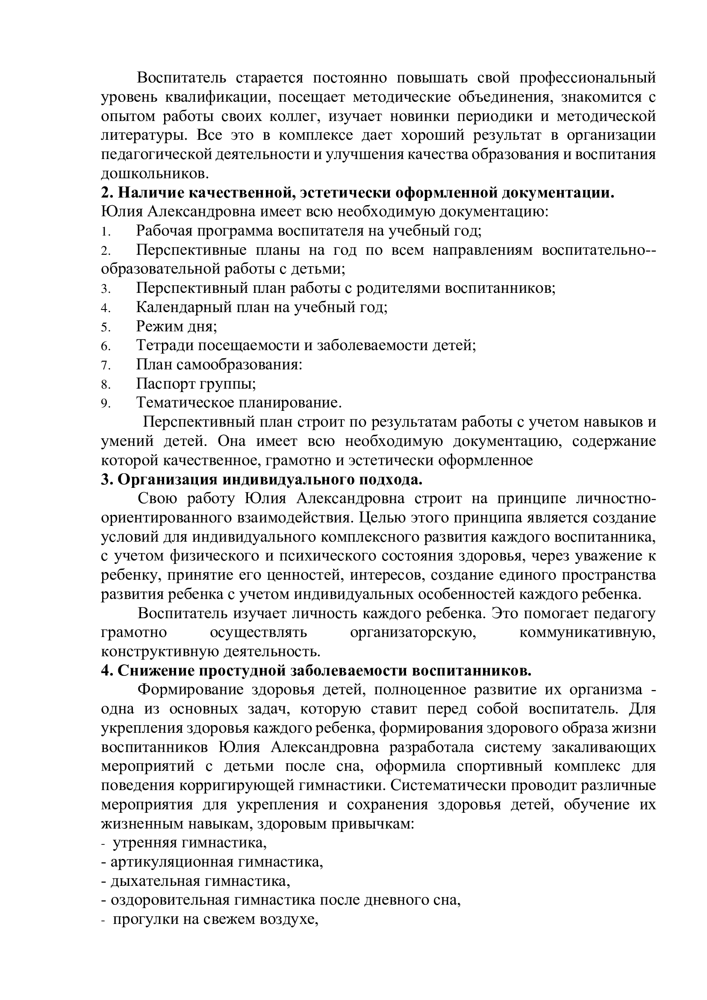 Воспитатель старается постоянно повышать свой профессиональный
уровень квалификации, посещает методические объединения, знакомится с
опытом работы своих коллег, изучает новинки периодики и методической
литературы. Все это в комплексе дает хороший результат в организации
педагогической деятельности и улучшения качества образования и воспитания
дошкольников.
2. Наличие качественной, эстетически оформленной документации.
Юлия Александровна имеет всю необходимую документацию:
1. Рабочая программа воспитателя на учебный год;
2. Перспективные планы на год по всем направлениям воспитательно--
образовательной работы с детьми;
3. Перспективный план работы с родителями воспитанников;
4. Календарный план на учебный год;
5. Режим дня;
6. Тетради посещаемости и заболеваемости детей;
7. План самообразования:
8. Паспорт группы;
9. Тематическое планирование.
Перспективный план строит по результатам работы с учетом навыков и
умений детей. Она имеет всю необходимую документацию, содержание
которой качественное, грамотно и эстетически оформленное
3. Организация индивидуального подхода.
Свою работу Юлия Александровна строит на принципе личностно-
ориентированного взаимодействия. Целью этого принципа является создание
условий для индивидуального комплексного развития каждого воспитанника,
с учетом физического и психического состояния здоровья, через уважение к
ребенку, принятие его ценностей, интересов, создание единого пространства
развития ребенка с учетом индивидуальных особенностей каждого ребенка.
Воспитатель изучает личность каждого ребенка. Это помогает педагогу
грамотно осуществлять организаторскую, коммуникативную,
конструктивную деятельность.
4. Снижение простудной заболеваемости воспитанников.
Формирование здоровья детей, полноценное развитие их организма -
одна из основных задач, которую ставит перед собой воспитатель. Для
укрепления здоровья каждого ребенка, формирования здорового образа жизни
воспитанников Юлия Александровна разработала систему закаливающих
мероприятий с детьми после сна, оформила спортивный комплекс для
поведения корригирующей гимнастики. Систематически проводит различные
мероприятия для укрепления и сохранения здоровья детей, обучение их
жизненным навыкам, здоровым привычкам:
- утренняя гимнастика,
- артикуляционная гимнастика,
- дыхательная гимнастика,
- оздоровительная гимнастика после дневного сна,
- прогулки на свежем воздухе,